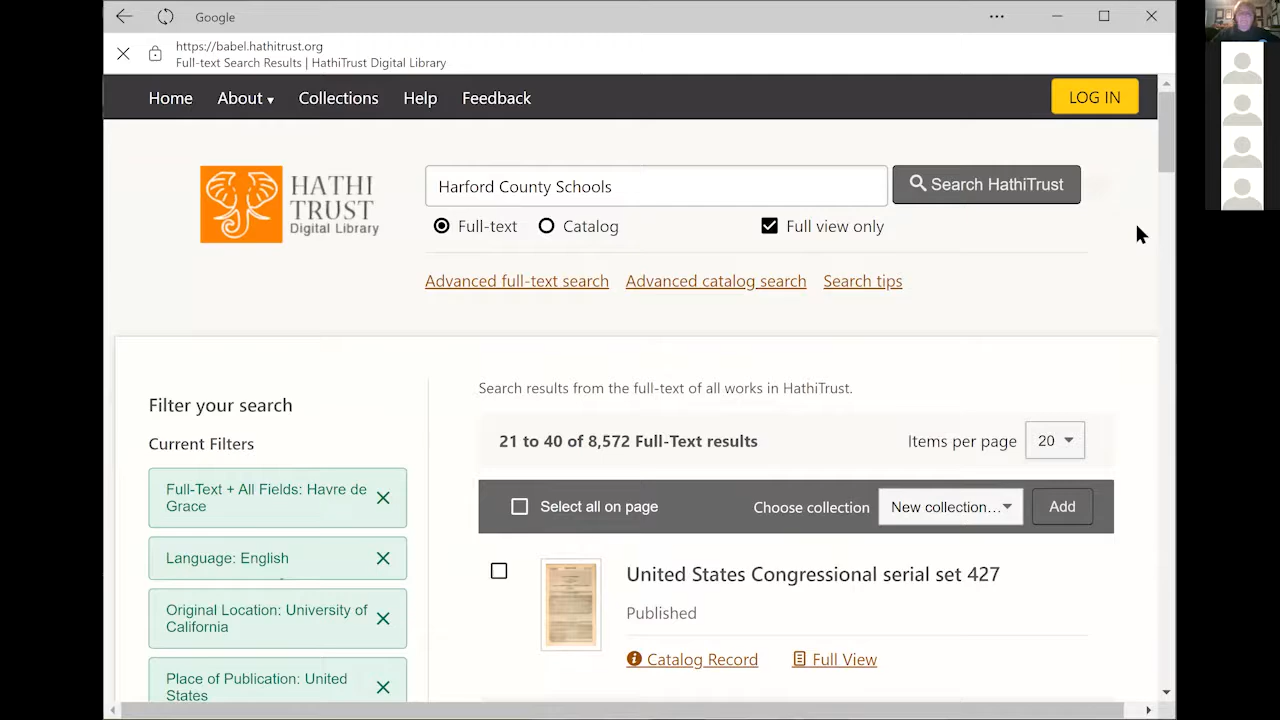 Google
https://babel.hathitrust.org
Full-text Search Results | HathiTrust Digital Library
Home About Collections Help Feedback LOG IN
HATHI
TRUST
Digital Library
Harford County Schools
Search HathiTrust
Full-text Catalog Full view only
Advanced full-text search Advanced catalog search Search tips
Filter your search
Current Filters
Full-Text + All Fields: Havre de
Grace
Language: English
Original Location: University of
California
Place of Publication: United
States
Search results from the full-text of all works in HathiTrust.
21 to 40 of 8,572 Full-Text results Items per page 20
Select all on page Choose collection New collection... Add
United States Congressional serial set 427
Published
Catalog Record Full View